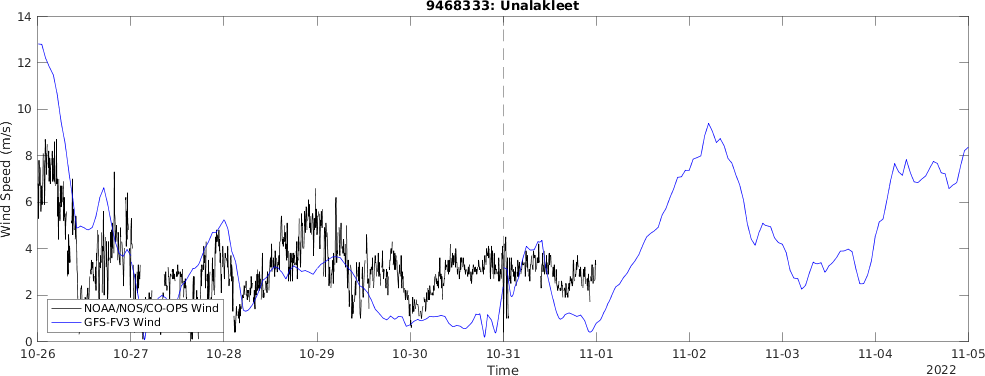 9468333: Unalakleet
14
12
10
8
6
4
2
0
Wind Speed (m/s)
NOAA/NOS/CO-OPS Wind
GFS-FV3 Wind
10-26 10-27 10-28 10-29 10-30 10-31 11-01 11-02 11-03 11-04 11-05
Time
2022